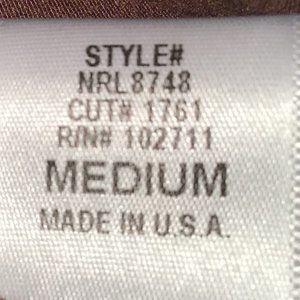 STYLE#
NRL8748
CUT# 1761
R/N# 102711
MEDIUM
MADE IN U.S.A.